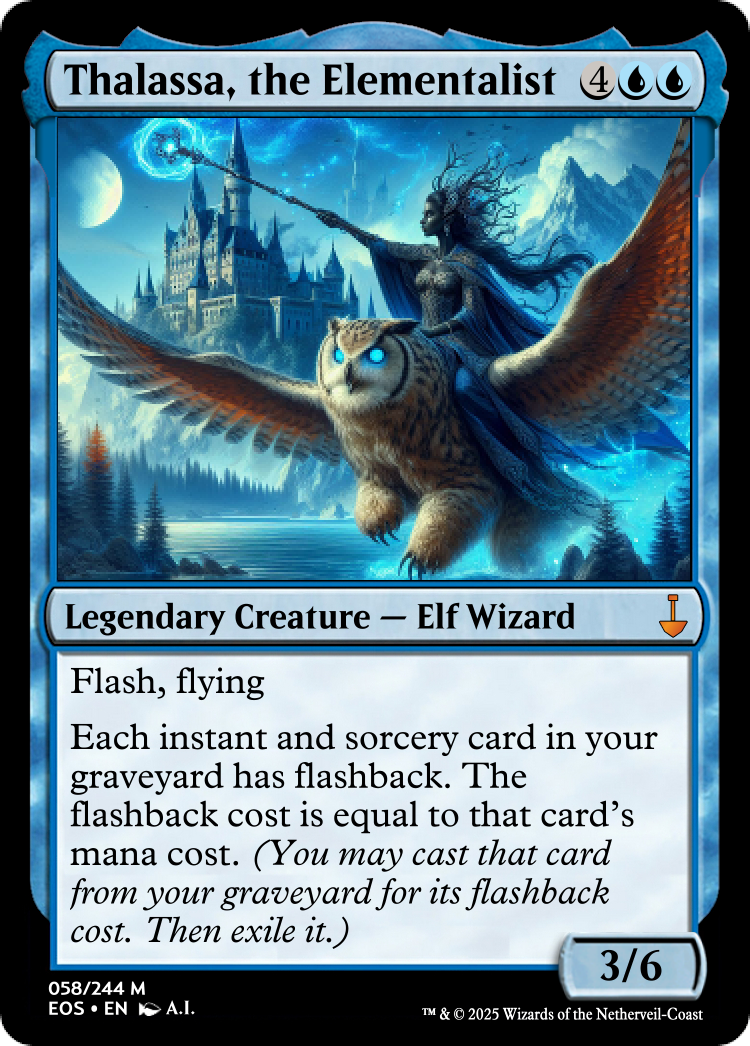 Thalassa, the Elementalist 4
Legendary Creature — Elf Wizard
Flash, flying
Each instant and sorcery card in your
graveyard has flashback. The
flashback cost is equal to that card's
mana cost. (You may cast that card
from your graveyard for its flashback
cost. Then exile it.)
3/6
058/244 M
EOS • EN A.I.
™ & © 2025 Wizards of the Netherveil-Coast